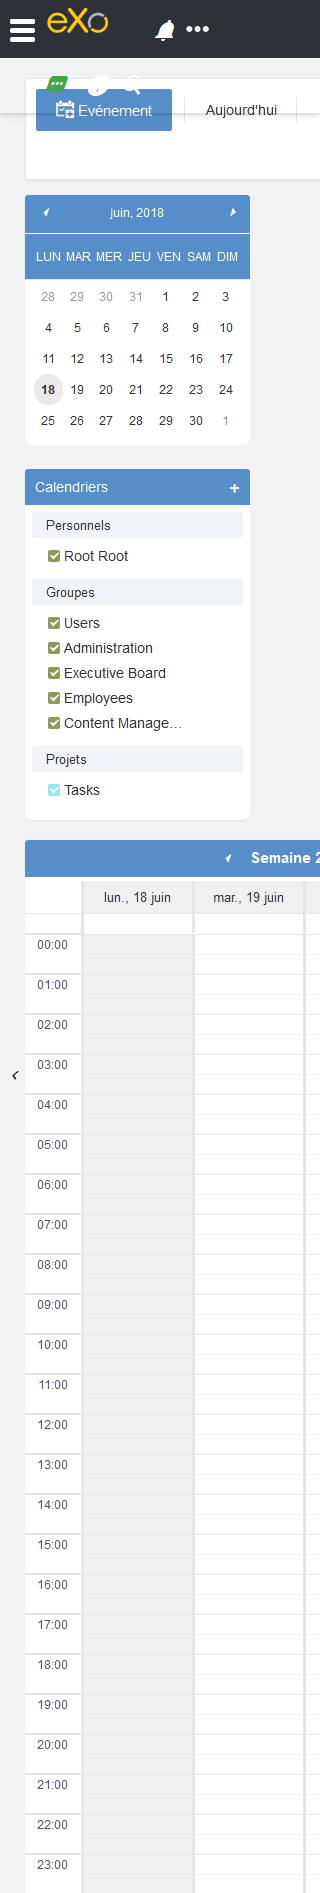 eXo
Evénement
Aujourd'hui
juin, 2018
LUN MAR MER JEU VEN SAM DIM
28 29 30 31 1 2 3
4 5 6 7 8 9 10
11 12 13 14 15 16 17
18 19 20 21 22 23 24
25 26 27 28 29 30 1
Calendriers +
Personnels
Root Root
Groupes
Users
Administration
Executive Board
Employees
Content Manage...
Projets
Tasks
Semaine 2
lun., 18 juin mar., 19 juin
00:00
01:00
02:00
03:00
04:00
05:00
06:00
07:00
08:00
09:00
10:00
11:00
12:00
13:00
14:00
15:00
16:00
17:00
18:00
19:00
20:00
21:00
22:00
23:00